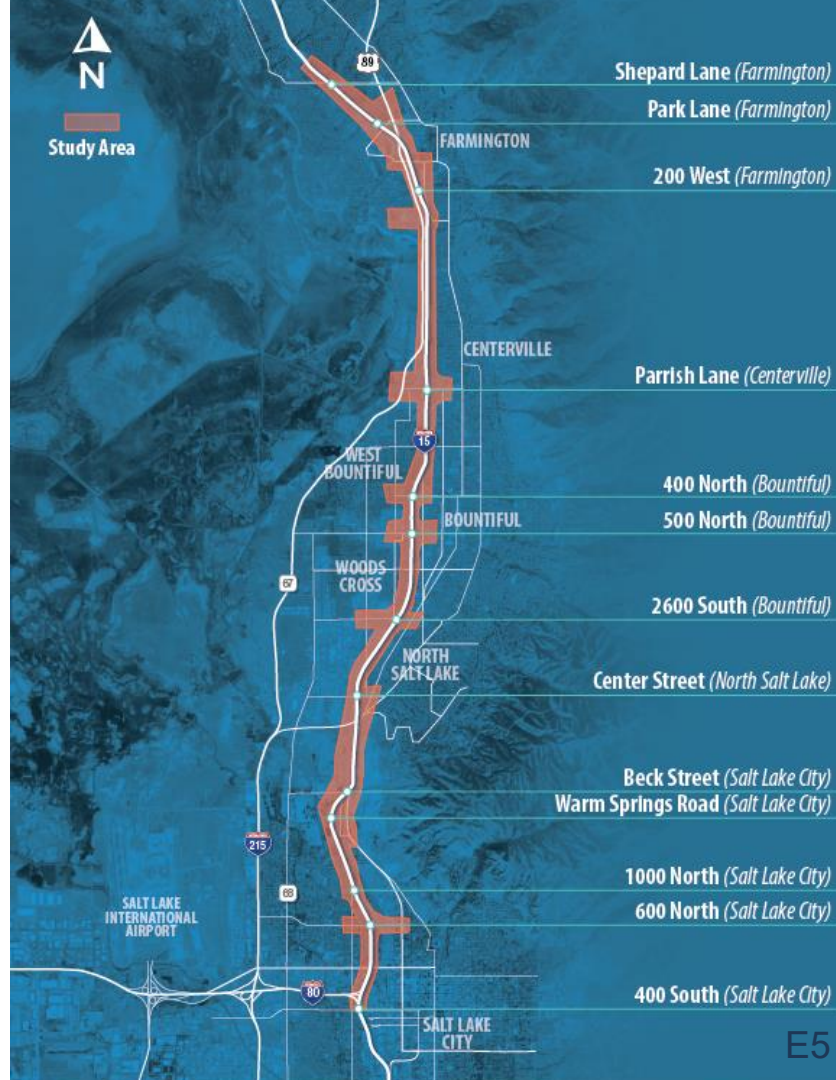 N
Study Area
89
Shepard Lane (Farmington)
Park Lane (Farmington)
FARMINGTON
200 West (Farmington)
CENTERVILLE
Parrish Lane (Centerville)
15
WEST
BOUNTIFUL
400 North (Bountiful)
BOUNTIFUL
500 North (Bountiful)
WOODS
CROSS
67
2600 South (Bountiful)
NORTH
SALT LAKE
Center Street (North Salt Lake)
Beck Street (Salt Lake City)
Warm Springs Road (Salt Lake City)
215
68
1000 North (Salt Lake City)
SALT LAKE
INTERNATIONAL
AIRPORT
600 North (Salt Lake City)
80
400 South (Salt Lake City)
SALT LAKE
CITY
E5